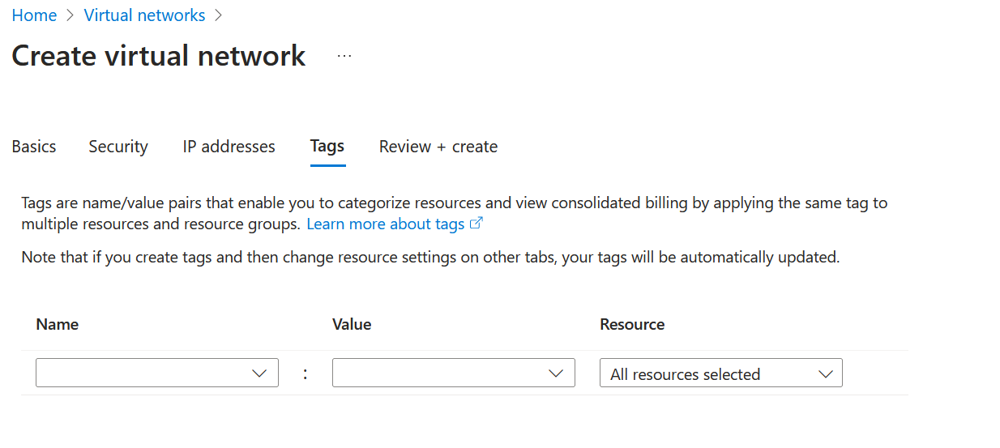 Home > Virtual networks >
Create virtual network ...
Basics Security IP addresses Tags Review + create
Tags are name/value pairs that enable you to categorize resources and view consolidated billing by applying the same tag to
multiple resources and resource groups. Learn more about tags
Note that if you create tags and then change resource settings on other tabs, your tags will be automatically updated.
Name Value Resource
: All resources selected